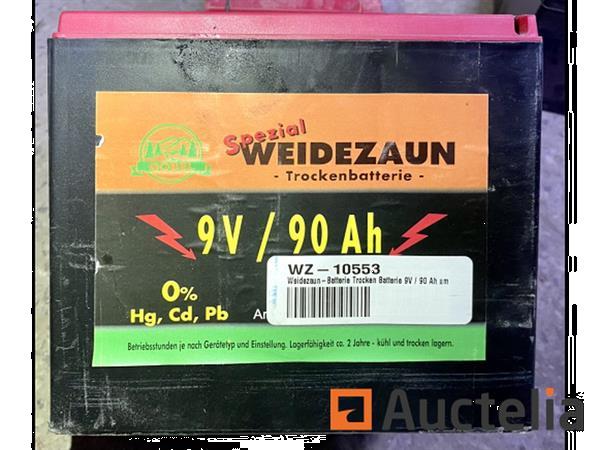 Spezial
WEIDEZAUN
- Trockenbatterie -
9V / 90 Ah
WZ-10553
Weidezaun-Batterie Trocken Batterie 9V / 90 Ah sm
0%
Hg, Cd, Pb
Betriebsstunden je nach Gerätetyp und Einstellung. Lagerfähigkeit ca. 2 Jahre - kühl und trocken lagern.
Auctelia